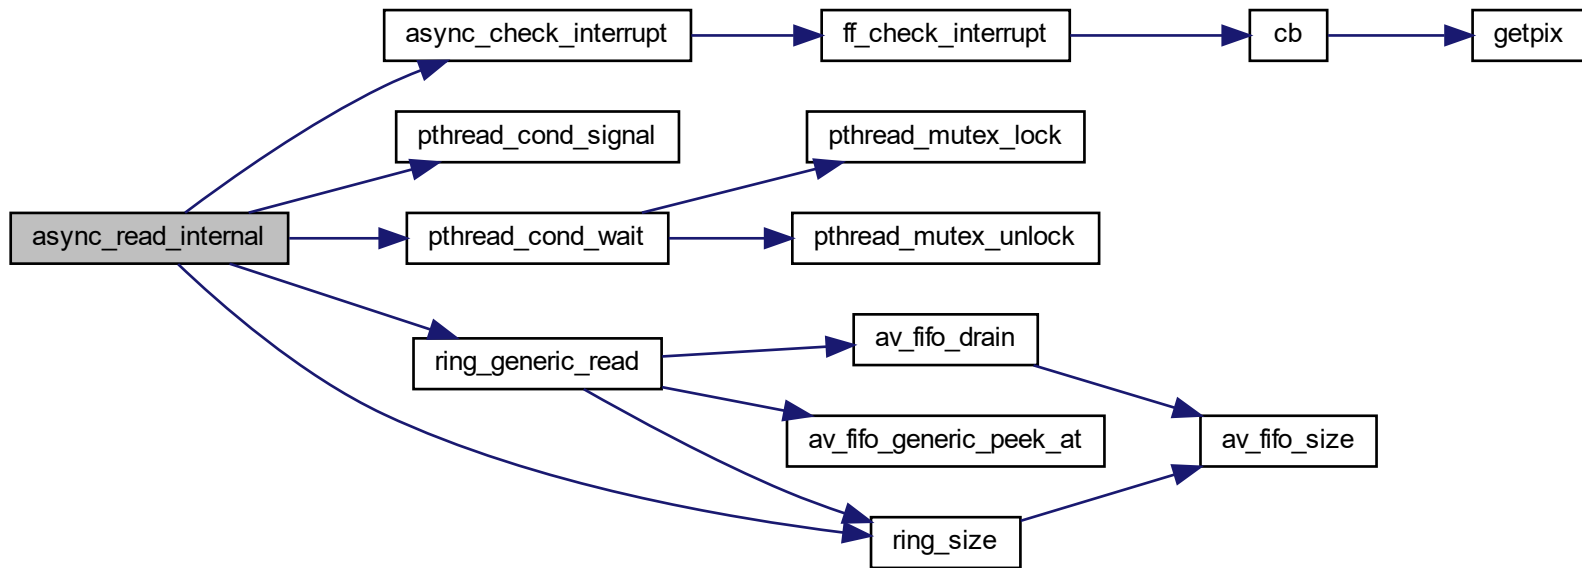 async_check_interrupt
ff_check_interrupt
cb
getpix
pthread_cond_signal
pthread_mutex_lock
async_read_internal
pthread_cond_wait
pthread_mutex_unlock
ring_generic_read
av_fifo_drain
av_fifo_generic_peek_at
av_fifo_size
ring_size